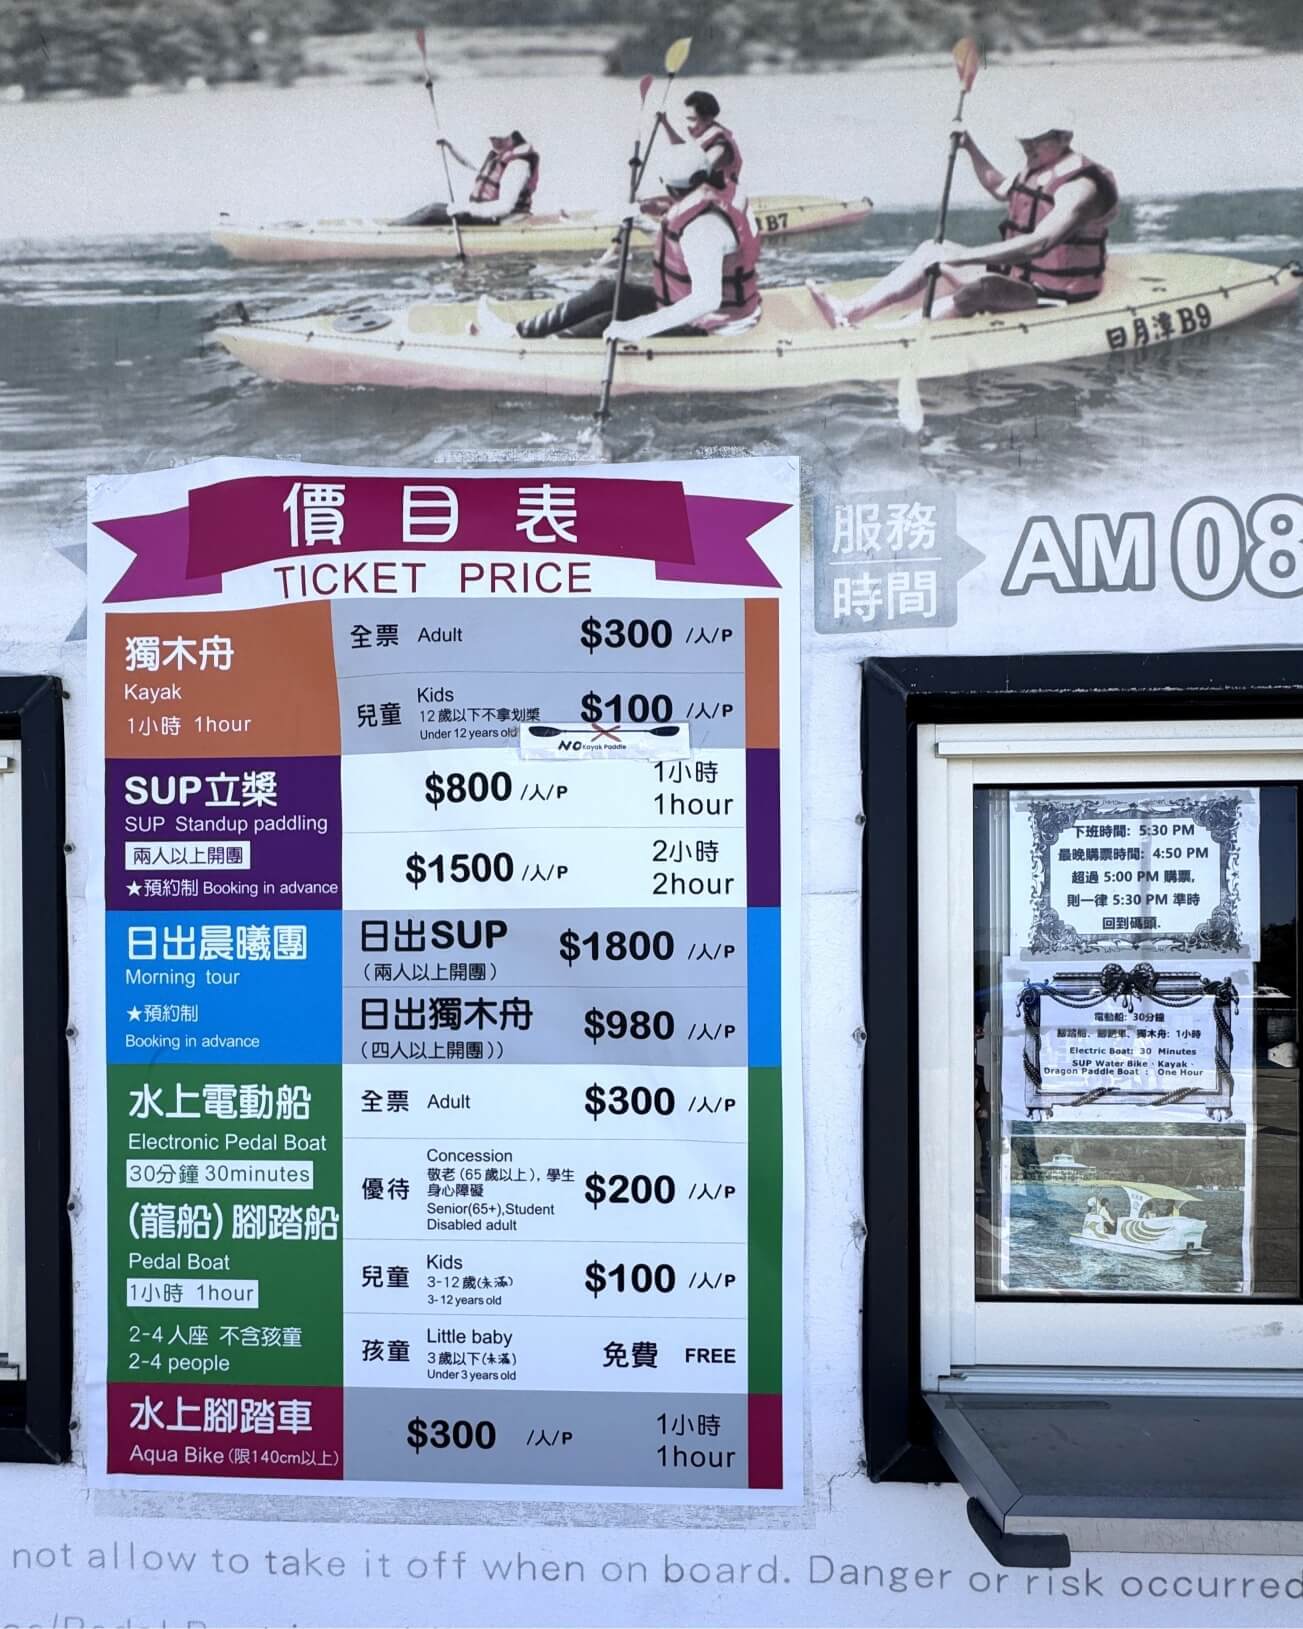 B7
日月潭B9
價目表
TICKET PRICE
服務
時間
AM 08
獨木舟
Kayak
1小時 1hour
全票 Adult $300 /人/P
兒童 Kids
12歲以下不拿划槳
Under 12 years old
$100 /人/P
NO Kayak Paddle
SUP立槳
SUP Standup paddling
兩人以上開團
★預約制 Booking in advance
$800 /人/P 1小時
1hour
$1500 /人/P 2小時
2hour
日出晨曦團
Morning tour
★預約制
Booking in advance
日出SUP
(兩人以上開團)
$1800 /人/P
日出獨木舟
(四人以上開團))
$980 /人/P
水上電動船
Electronic Pedal Boat
30分鐘 30minutes
(龍船)腳踏船
Pedal Boat
1小時 1hour
2-4人座 不含孩童
2-4 people
全票 Adult $300 /人/P
優待 Concession
敬老(65歲以上),學生
身心障礙
Senior(65+),Student
Disabled adult
$200 /人/P
兒童 Kids
3-12歲(未滿)
3-12 years old
$100 /人/P
孩童 Little baby
3歲以下(未滿)
Under 3 years old
免費 FREE
水上腳踏車
Aqua Bike (限140cm以上)
$300 /人/P 1小時
1hour
下班時間: 5:30 PM
最晚購票時間: 4:50 PM
超過 5:00 PM 購票,
則一律 5:30 PM 準時
回到碼頭.
電動船: 30分鐘
腳踏船、腳踏車、獨木舟: 1小時
Electric Boat: 30 Minutes
SUP Water Bike、Kayak、
Dragon Paddle Boat : One Hour
not allow to take it off when on board. Danger or risk occurred